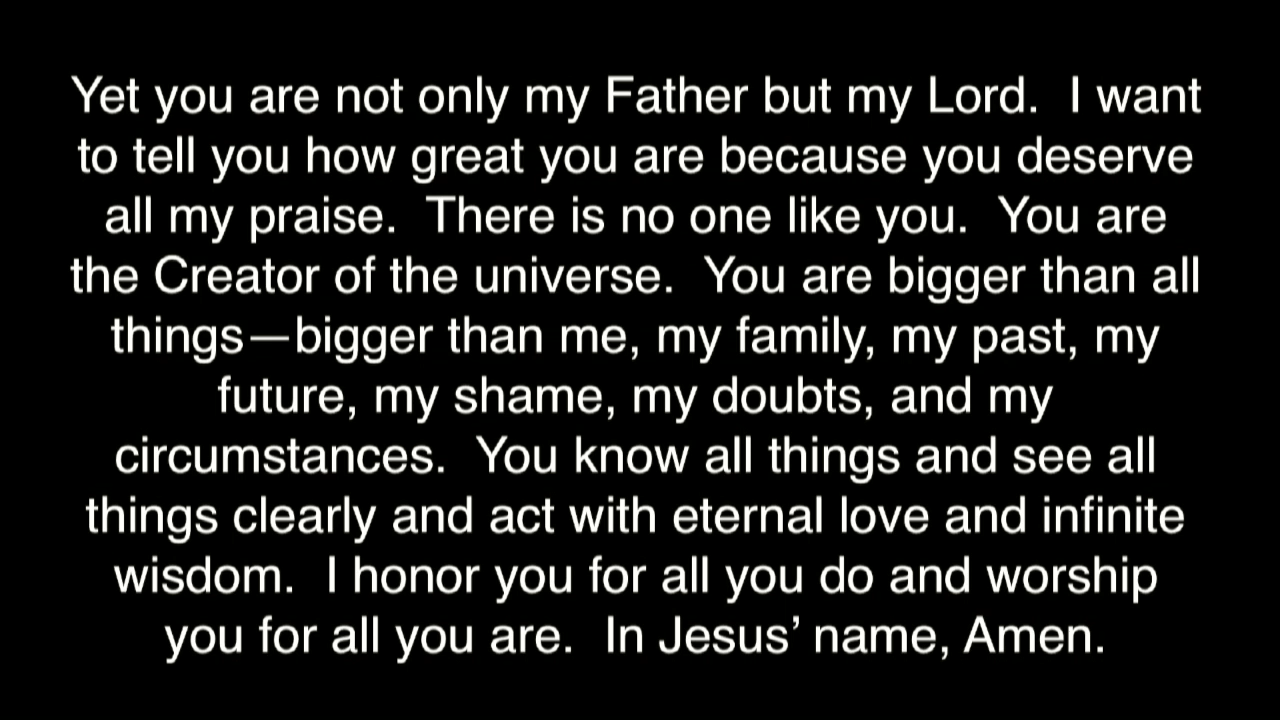 Yet you are not only my Father but my Lord.  I want
to tell you how great you are because you deserve
all my praise.  There is no one like you.  You are
the Creator of the universe.  You are bigger than all
things—bigger than me, my family, my past, my
future, my shame, my doubts, and my
circumstances.  You know all things and see all
things clearly and act with eternal love and infinite
wisdom.  I honor you for all you do and worship
you for all you are.  In Jesus’ name, Amen.